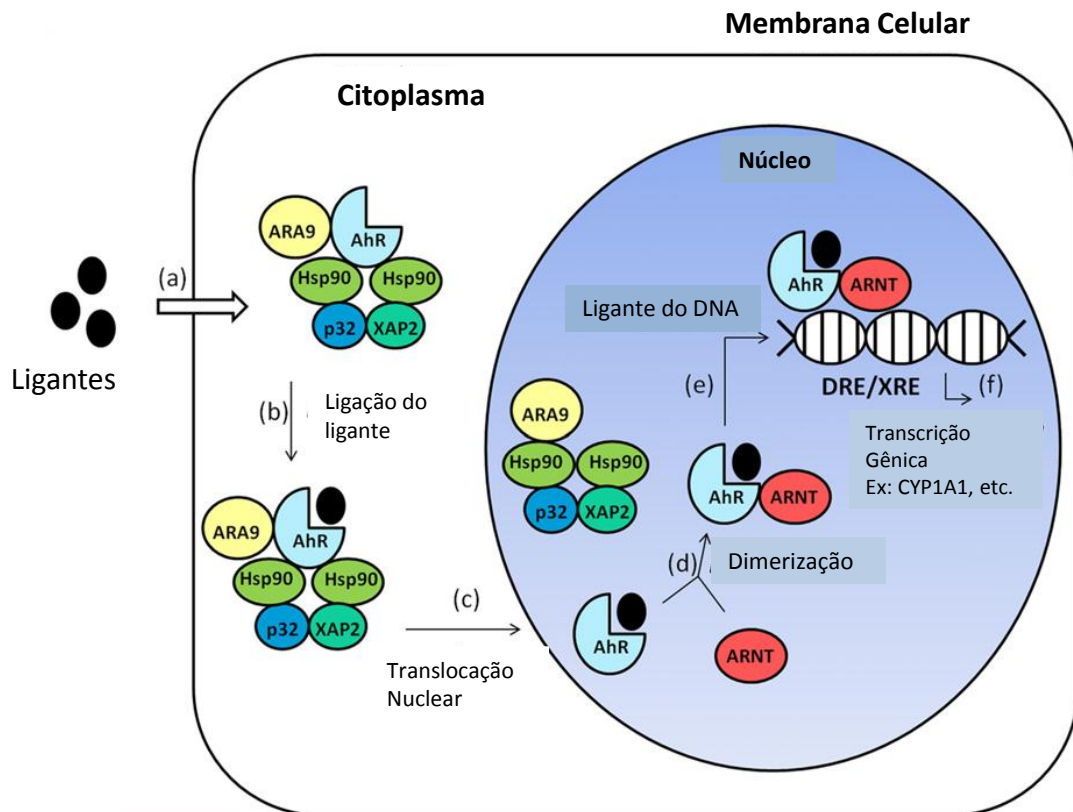 Membrana Celular
Citoplasma
Núcleo
ARA9
AhR
Hsp90
Hsp90
p32
XAP2
(a)
Ligantes
(b)
Ligação do
ligante
ARA9
AhR
Hsp90
Hsp90
p32
XAP2
(c)
Translocação
Nuclear
ARA9
Hsp90
Hsp90
p32
XAP2
AhR
ARNT
(d)
Dimerização
AhR
ARNT
(e)
Ligante do DNA
AhR
ARNT
DRE/XRE
(f)
Transcrição
Gênica
Ex: CYP1A1, etc.